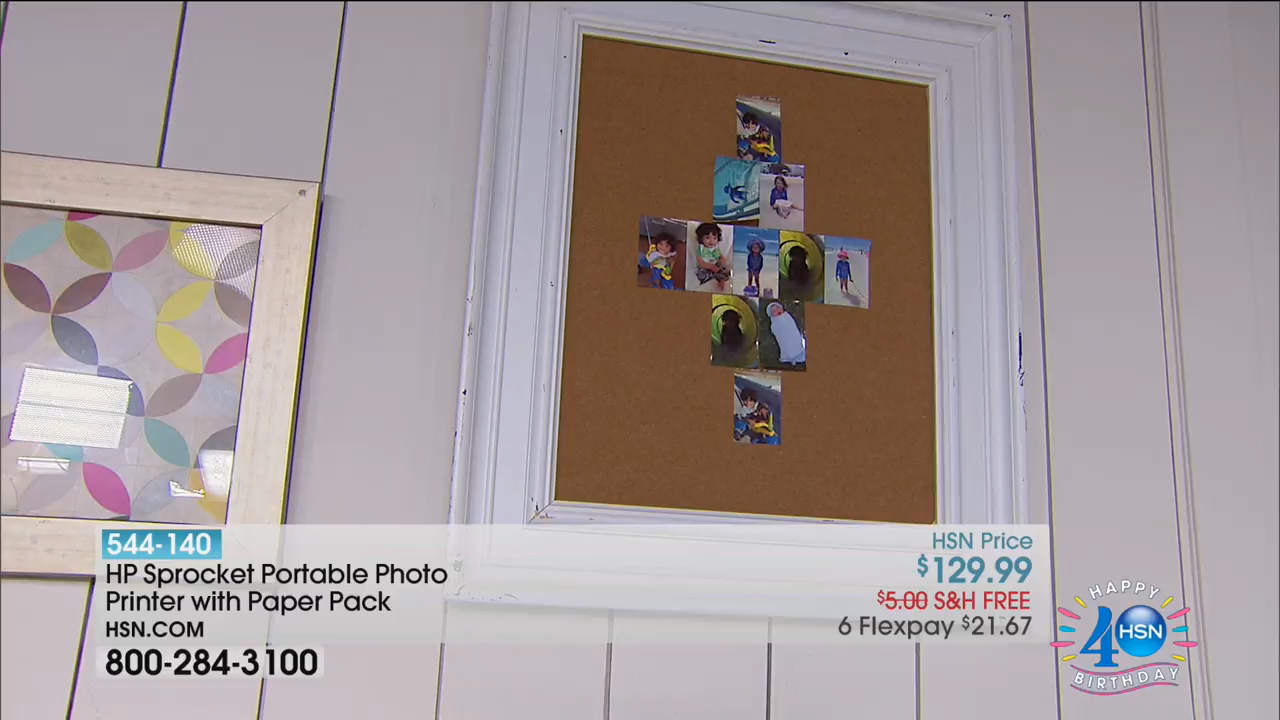 544-140
HP Sprocket Portable Photo
Printer with Paper Pack
HSN.COM
800-284-3100
HSN Price
$129.99
$5.00 S&H FREE
6 Flexpay $21.67
HAPPY
40 HSN
BIRTHDAY